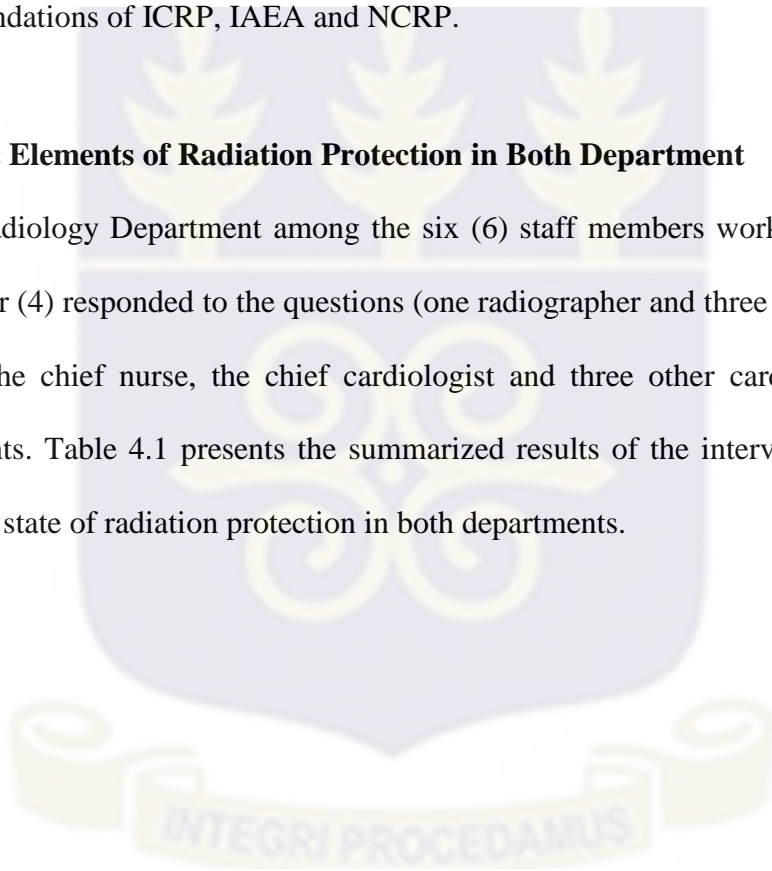 ndations of ICRP, IAEA and NCRP.
: Elements of Radiation Protection in Both Department
adiology Department among the six (6) staff members work
r (4) responded to the questions (one radiographer and three
he chief nurse, the chief cardiologist and three other card
nts. Table 4.1 presents the summarized results of the interv
state of radiation protection in both departments.
INTEGRI PROCEDAMUS